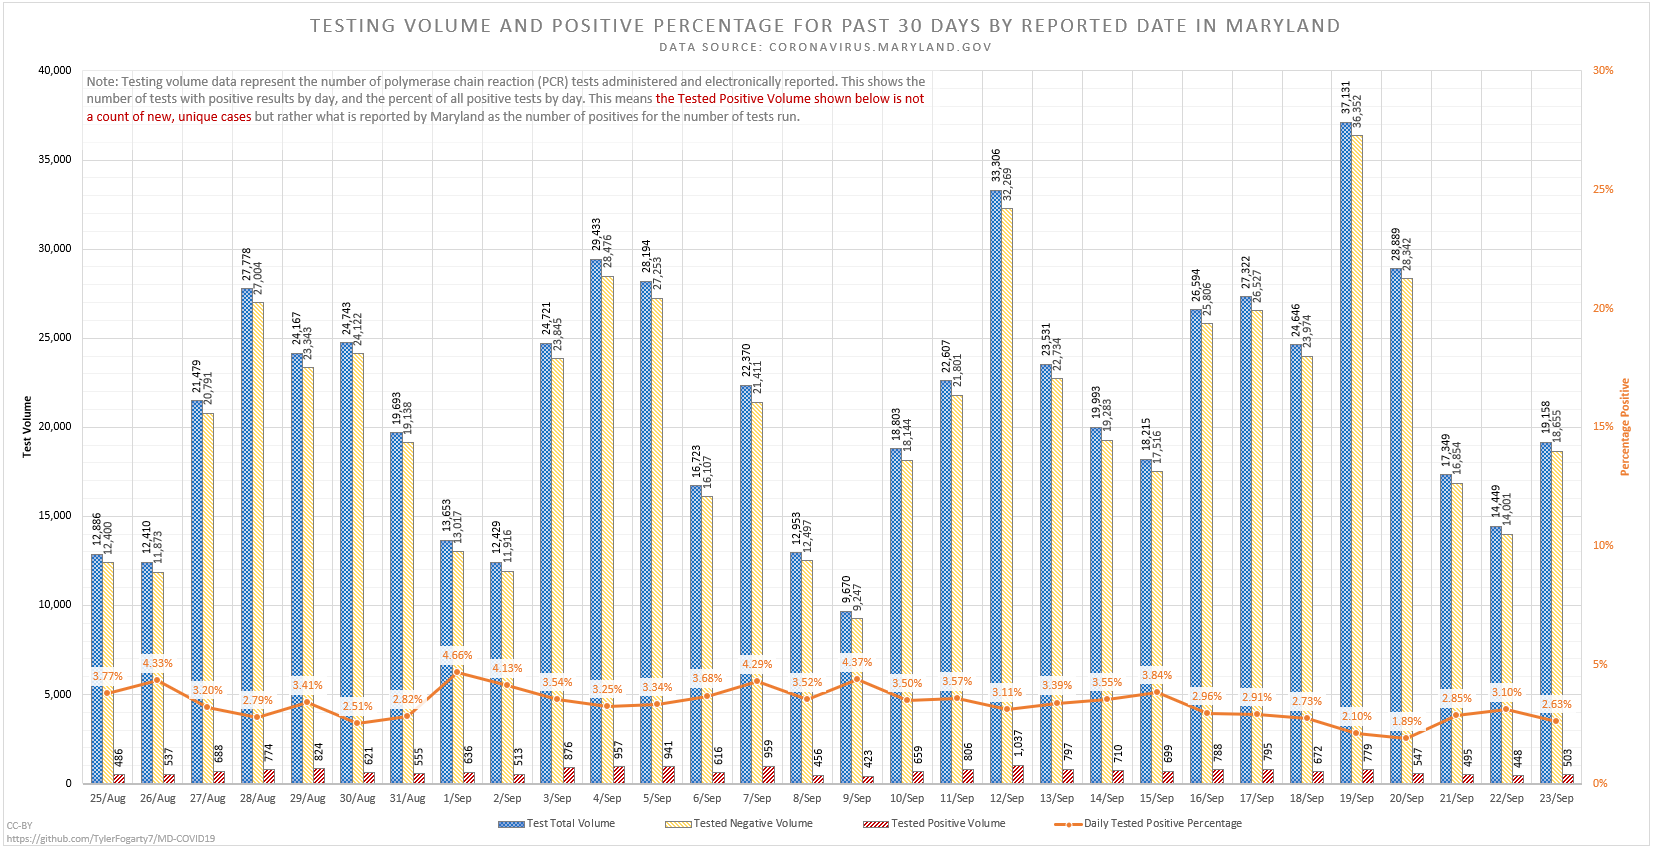 TESTING VOLUME AND POSITIVE PERCENTAGE FOR PAST 30 DAYS BY REPORTED DATE IN MARYLAND
DATA SOURCE: CORONAVIRUS.MARYLAND.GOV
Note: Testing volume data represent the number of polymerase chain reaction (PCR) tests administered and electronically reported. This shows the
number of tests with positive results by day, and the percent of all positive tests by day. This means the Tested Positive Volume shown below is not
a count of new, unique cases but rather what is reported by Maryland as the number of positives for the number of tests run.
Test Volume
40,000
35,000
30,000
25,000
20,000
15,000
10,000
5,000
0
Percentage Positive
30%
25%
20%
15%
10%
5%
0%
12,886 12,400 3.77% 486
12,410 11,873 4.33% 537
21,479 20,791 3.20% 688
27,778 27,004 2.79% 774
24,167 23,343 3.41% 824
24,743 24,122 2.51% 621
19,693 19,138 2.82% 555
13,653 13,017 4.66% 636
12,429 11,916 4.13% 513
24,721 23,845 3.54% 876
29,433 28,476 3.25% 957
28,194 27,253 3.34% 941
16,723 16,107 3.68% 616
22,370 21,411 4.29% 959
12,953 12,497 3.52% 456
9,670 9,247 4.37% 423
18,803 18,144 3.50% 659
22,607 21,801 3.57% 806
33,306 32,269 3.11% 1,037
23,531 22,734 3.39% 797
19,993 19,283 3.55% 710
18,215 17,516 3.84% 699
26,594 25,806 2.96% 788
27,322 26,527 2.91% 795
24,646 23,974 2.73% 672
37,131 36,352 2.10% 779
28,889 28,342 1.89% 547
17,349 16,854 2.85% 495
14,449 14,001 3.10% 448
19,158 18,655 2.63% 503
25/Aug 26/Aug 27/Aug 28/Aug 29/Aug 30/Aug 31/Aug 1/Sep 2/Sep 3/Sep 4/Sep 5/Sep 6/Sep 7/Sep 8/Sep 9/Sep 10/Sep 11/Sep 12/Sep 13/Sep 14/Sep 15/Sep 16/Sep 17/Sep 18/Sep 19/Sep 20/Sep 21/Sep 22/Sep 23/Sep
Test Total Volume Tested Negative Volume Tested Positive Volume Daily Tested Positive Percentage
CC-BY
https://github.com/TylerFogarty7/MD-COVID19